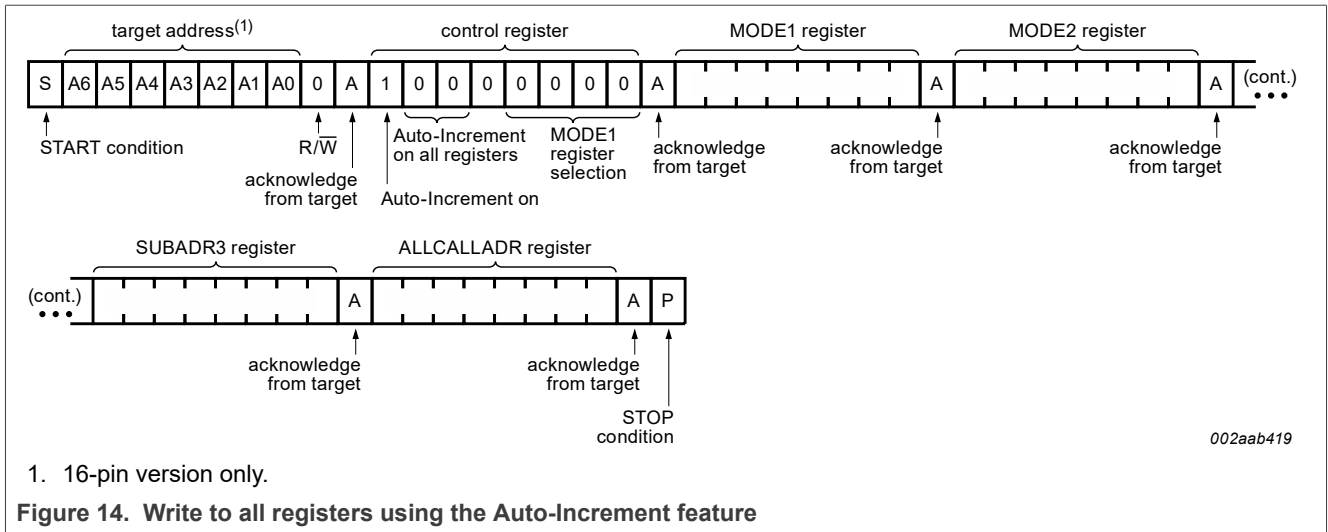 target address(1) control register MODE1 register MODE2 register
S A6 A5 A4 A3 A2 A1 A0 0 A 1 0 0 0 0 0 0 0 A A A (cont.)
START condition R/W Auto-Increment on all registers MODE1 register selection acknowledge from target acknowledge from target acknowledge from target
acknowledge from target Auto-Increment on
SUBADR3 register ALLCALLADR register
(cont.) A A P
acknowledge from target acknowledge from target
STOP condition
002aab419
1. 16-pin version only.
Figure 14. Write to all registers using the Auto-Increment feature